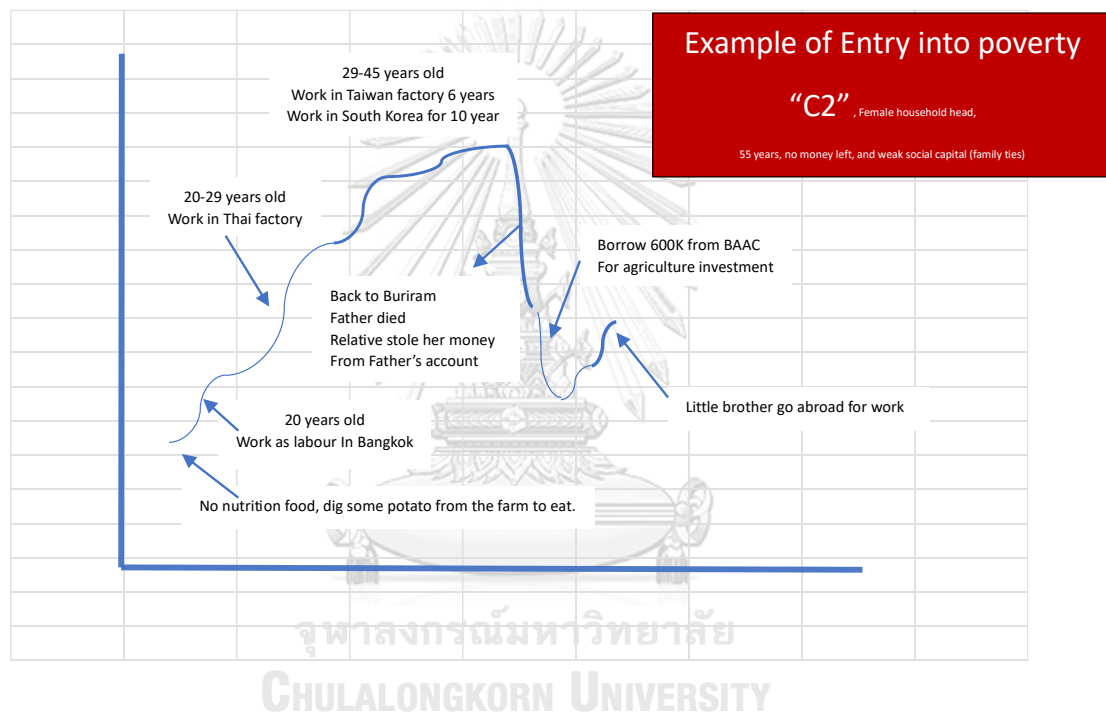 Example of Entry into poverty
“C2” , Female household head,
55 years, no money left, and weak social capital (family ties)
29-45 years old
Work in Taiwan factory 6 years
Work in South Korea for 10 year
20-29 years old
Work in Thai factory
Borrow 600K from BAAC
For agriculture investment
Back to Buriram
Father died
Relative stole her money
From Father’s account
Little brother go abroad for work
20 years old
Work as labour In Bangkok
No nutrition food, dig some potato from the farm to eat.
จุฬาลงกรณ์มหาวิทยาลัย
CHULALONGKORN UNIVERSITY